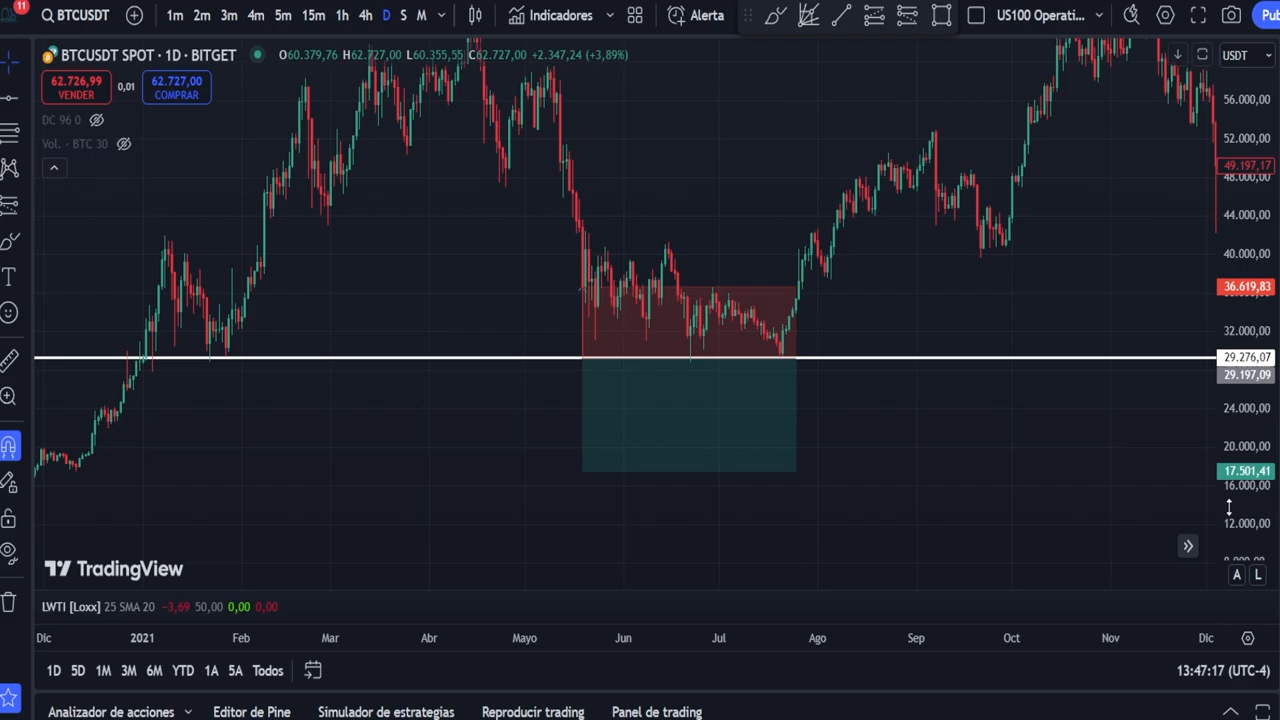 11
BTCUSDT 1m 2m 3m 5m 15m 1h 4h D S M Indicadores Alerta US100 Operati... Pub
BTCUSDT SPOT · 1D · BITGET O60.379,76 H62.727,00 L60.355,55 C62.727,00 +2.347,24 (+3,89%) USDT
62.726,99 VENDER 0,01 62.727,00 COMPRAR
DC 96 0
Vol. · BTC 30
56.000,00
52.000,00
49.197,17
48.000,00
44.000,00
40.000,00
36.619,83
32.000,00
29.276,07
29.197,09
24.000,00
20.000,00
17.501,41
16.000,00
12.000,00
8.000,00
TradingView
A L
LWTI [Loxx] 25 SMA 20 −3,69 50,00 0,00 0,00
Dic 2021 Feb Mar Abr Mayo Jun Jul Ago Sep Oct Nov Dic
1D 5D 1M 3M 6M YTD 1A 5A Todos 13:47:17 (UTC-4)
Analizador de acciones Editor de Pine Simulador de estrategias Reproducir trading Panel de trading